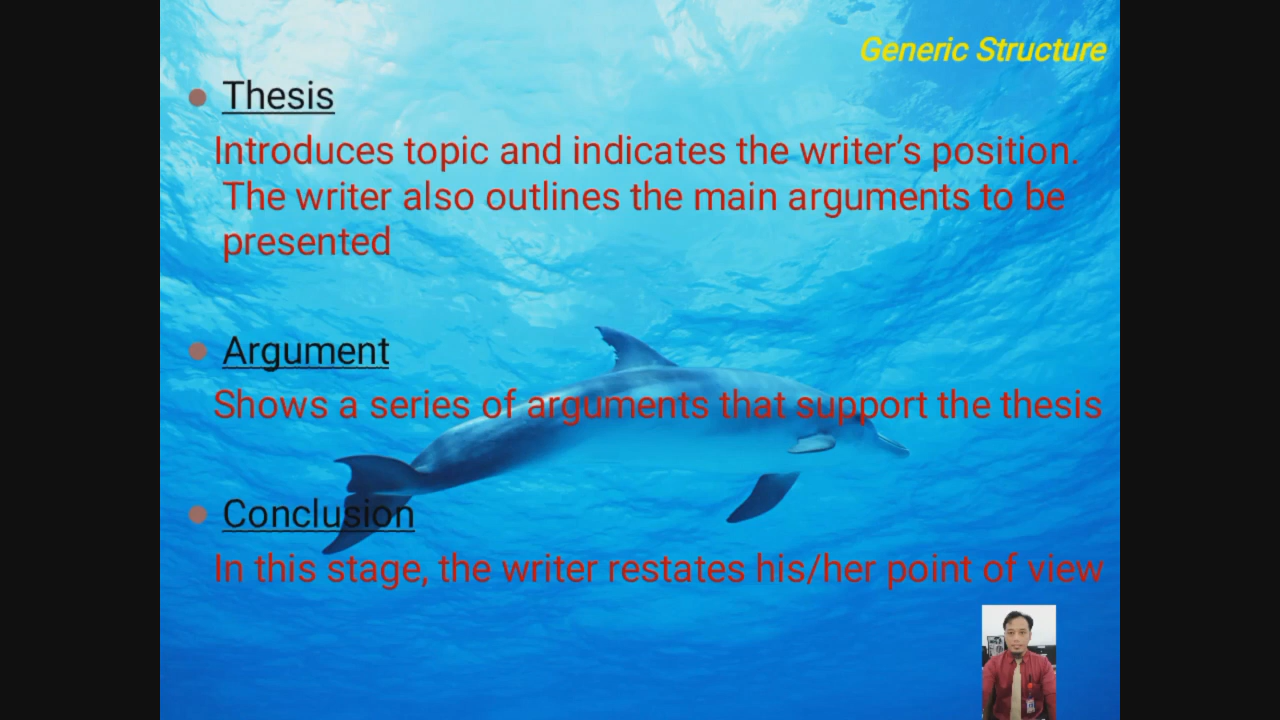 Generic Structure
Thesis
Introduces topic and indicates the writer’s position.
The writer also outlines the main arguments to be
presented
Argument
Shows a series of arguments that support the thesis
Conclusion
In this stage, the writer restates his/her point of view